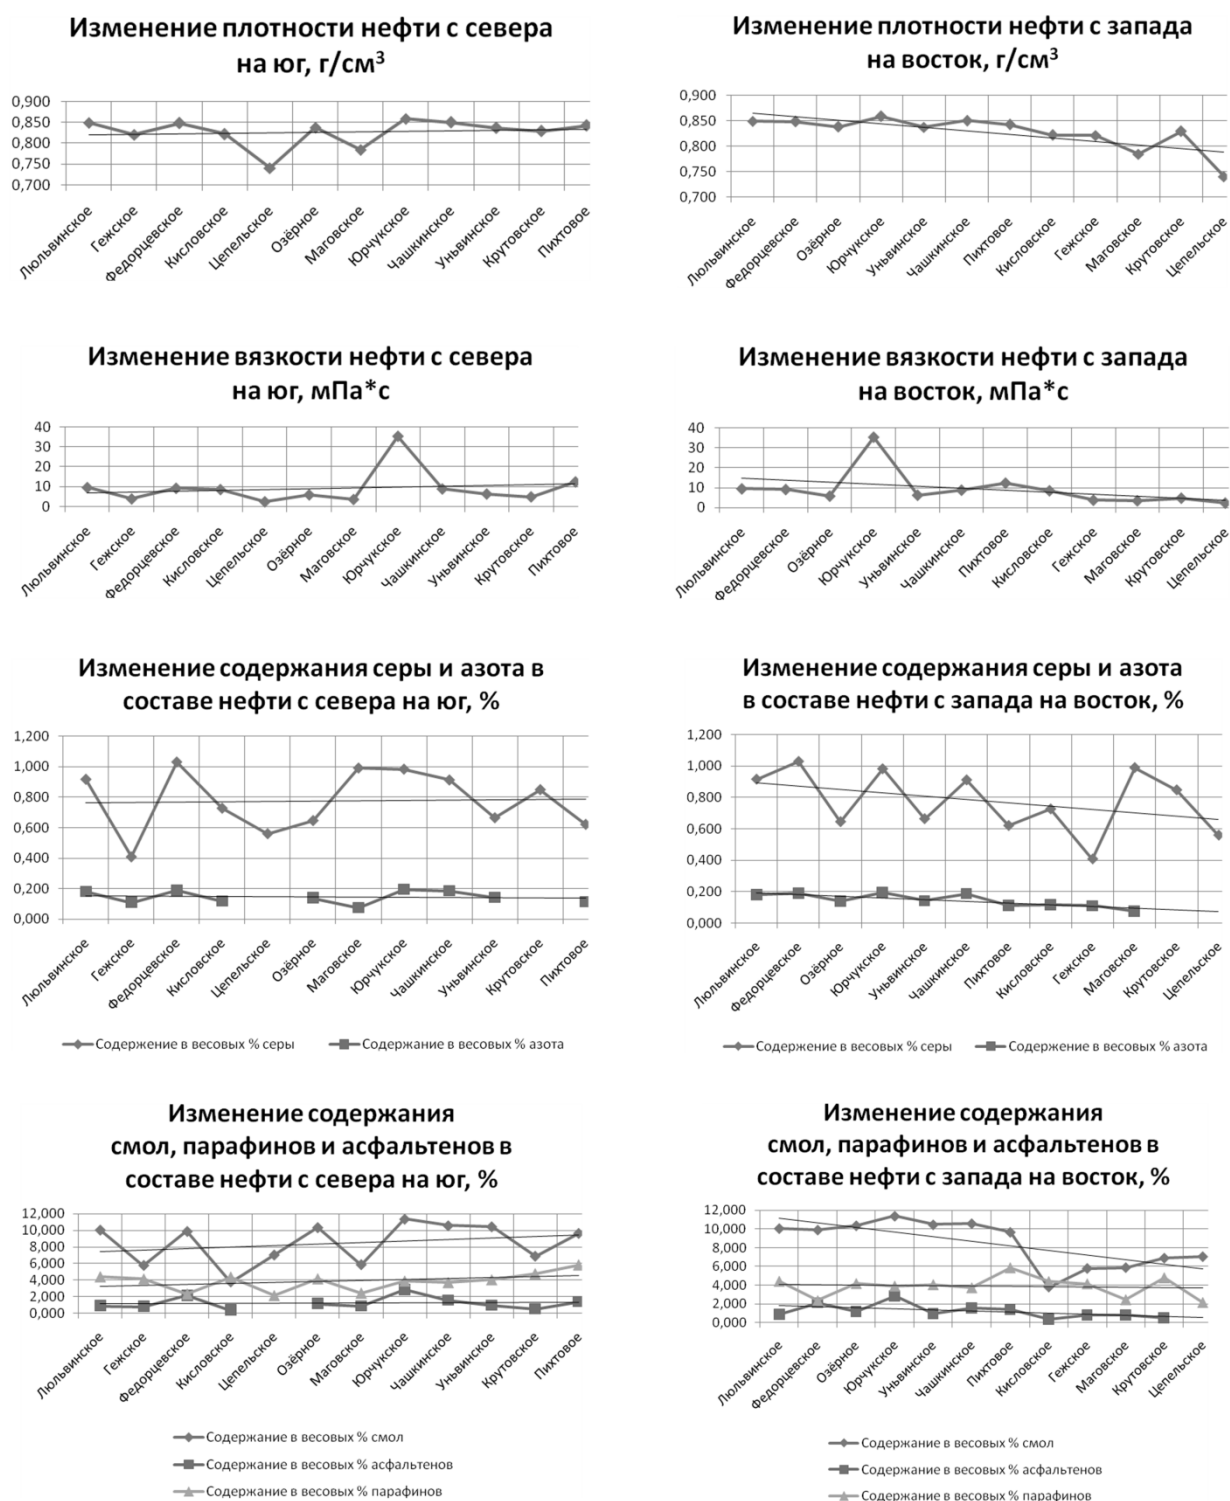 Изменение плотности нефти с севера
на юг, г/см³
0,900
0,850
0,800
0,750
0,700
Люльвинское
Гежское
Федорцевское
Кисловское
Цепельское
Озёрное
Маговское
Юрчукское
Чашкинское
Уньвинское
Крутовское
Пихтовое
Изменение плотности нефти с запада
на восток, г/см³
0,900
0,850
0,800
0,750
0,700
Люльвинское
Федорцевское
Озёрное
Юрчукское
Уньвинское
Чашкинское
Пихтовое
Кисловское
Гежское
Маговское
Крутовское
Цепельское
Изменение вязкости нефти с севера
на юг, мПа*с
40
30
20
10
0
Люльвинское
Гежское
Федорцевское
Кисловское
Цепельское
Озёрное
Маговское
Юрчукское
Чашкинское
Уньвинское
Крутовское
Пихтовое
Изменение вязкости нефти с запада
на восток, мПа*с
40
30
20
10
0
Люльвинское
Федорцевское
Озёрное
Юрчукское
Уньвинское
Чашкинское
Пихтовое
Кисловское
Гежское
Маговское
Крутовское
Цепельское
Изменение содержания серы и азота в
составе нефти с севера на юг, %
1,200
1,000
0,800
0,600
0,400
0,200
0,000
Люльвинское
Гежское
Федорцевское
Кисловское
Цепельское
Озёрное
Маговское
Юрчукское
Чашкинское
Уньвинское
Крутовское
Пихтовое
Содержение в весовых % серы
Содержание в весовых % азота
Изменение содержания серы и азота
в составе нефти с запада на восток, %
1,200
1,000
0,800
0,600
0,400
0,200
0,000
Люльвинское
Федорцевское
Озёрное
Юрчукское
Уньвинское
Чашкинское
Пихтовое
Кисловское
Гежское
Маговское
Крутовское
Цепельское
Содержение в весовых % серы
Содержание в весовых % азота
Изменение содержания
смол, парафинов и асфальтенов в
составе нефти с севера на юг, %
12,000
10,000
8,000
6,000
4,000
2,000
0,000
Люльвинское
Гежское
Федорцевское
Кисловское
Цепельское
Озёрное
Маговское
Юрчукское
Чашкинское
Уньвинское
Крутовское
Пихтовое
Содержание в весовых % смол
Содержание в весовых % асфальтенов
Содержание в весовых % парафинов
Изменение содержания
смол, парафинов и асфальтенов в
составе нефти с запада на восток, %
12,000
10,000
8,000
6,000
4,000
2,000
0,000
Люльвинское
Федорцевское
Озёрное
Юрчукское
Уньвинское
Чашкинское
Пихтовое
Кисловское
Гежское
Маговское
Крутовское
Цепельское
Содержание в весовых % смол
Содержание в весовых % асфальтенов
Содержание в весовых % парафинов